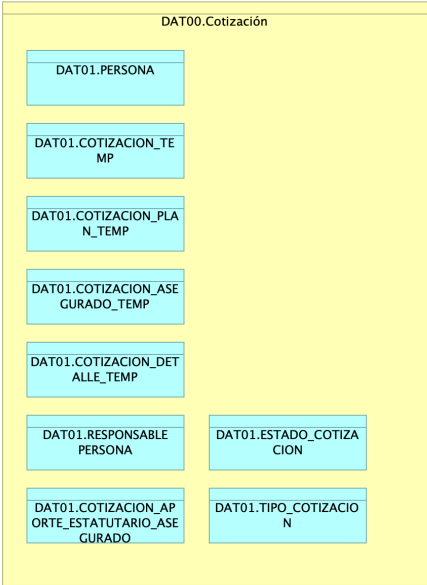 DAT00.Cotización
DAT01.PERSONA
DAT01.COTIZACION_TE
MP
DAT01.COTIZACION_PLA
N_TEMP
DAT01.COTIZACION_ASE
GURADO_TEMP
DAT01.COTIZACION_DET
ALLE_TEMP
DAT01.RESPONSABLE
PERSONA
DAT01.ESTADO_COTIZA
CION
DAT01.COTIZACION_AP
ORTE_ESTATUTARIO_ASE
GURADO
DAT01.TIPO_COTIZACIO
N